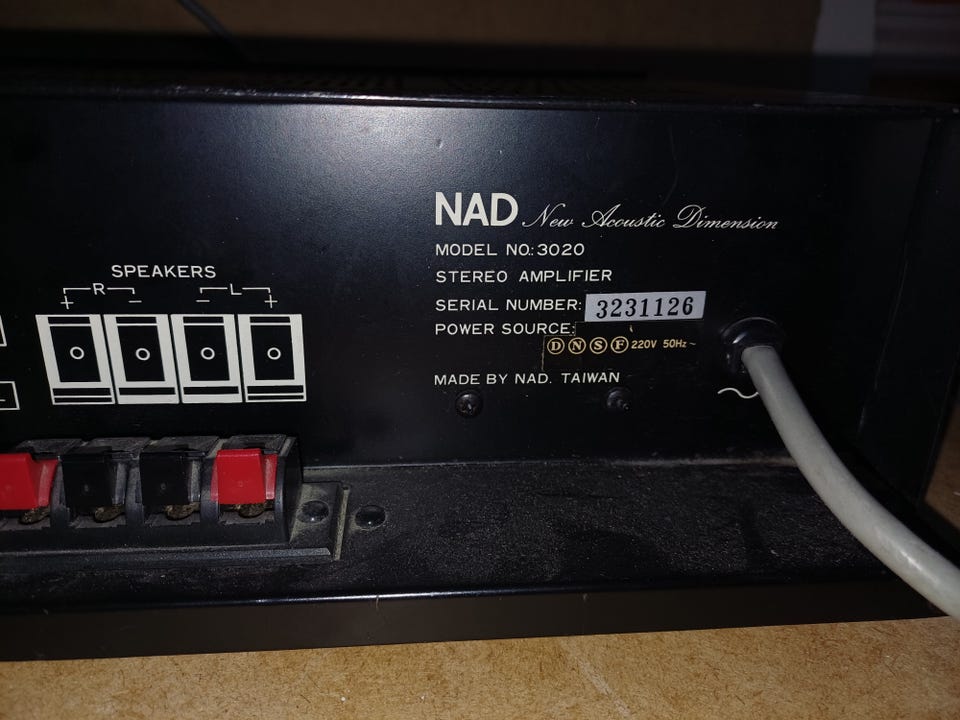 NAD New Acoustic Dimension
MODEL NO.: 3020
STEREO AMPLIFIER
SERIAL NUMBER: 3231126
POWER SOURCE:
D N S F 220V 50Hz ~
MADE BY NAD. TAIWAN
SPEAKERS
R L
+ - - +